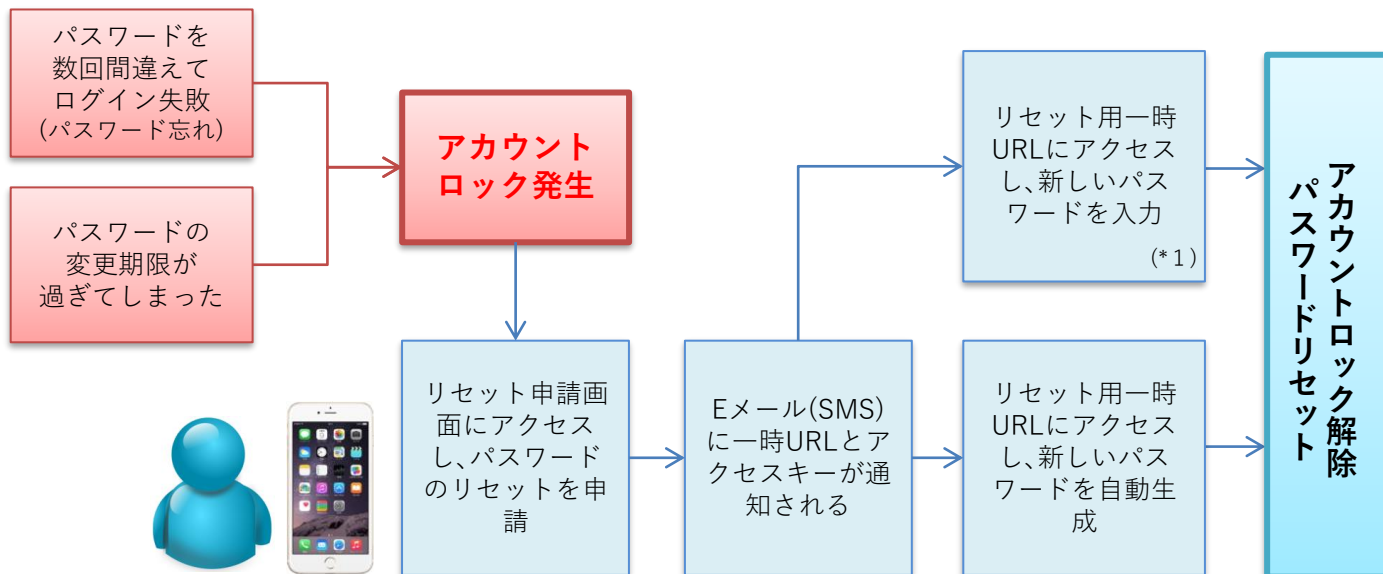 パスワードを
数回間違えて
ログイン失敗
(パスワード忘れ)
パスワードの
変更期限が
過ぎてしまった
アカウント
ロック発生
リセット申請画
面にアクセス
し、パスワード
のリセットを申
請
Eメール(SMS)
に一時URLとア
クセスキーが通
知される
リセット用一時
URLにアクセス
し、新しいパス
ワードを入力
(*1)
リセット用一時
URLにアクセス
し、新しいパス
ワードを自動生
成
アカウントロック解除
パスワードリセット